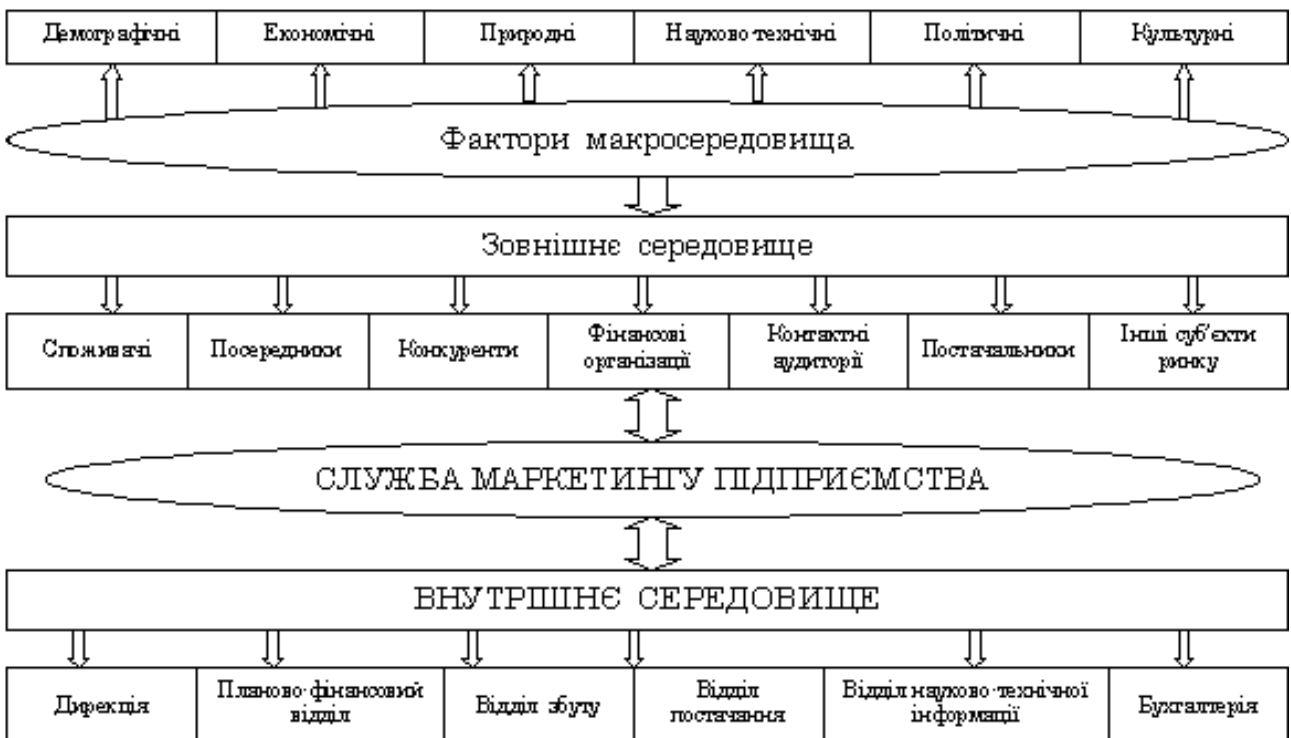 Демографічні Економічні Природні Науково-технічні Політичні Культурні
Фактори макросередовища
Зовнішнє середовище
Споживачі Посередники Конкуренти Фінансові організації Контактні аудиторії Постачальники Інші суб'єкти ринку
СЛУЖБА МАРКЕТИНГУ ПІДПРИЄМСТВА
ВНУТРІШНЄ СЕРЕДОВИЩЕ
Дирекція Планово-фінансовий відділ Відділ збуту Відділ постачання Відділ науково-технічної інформації Бухгалтерія